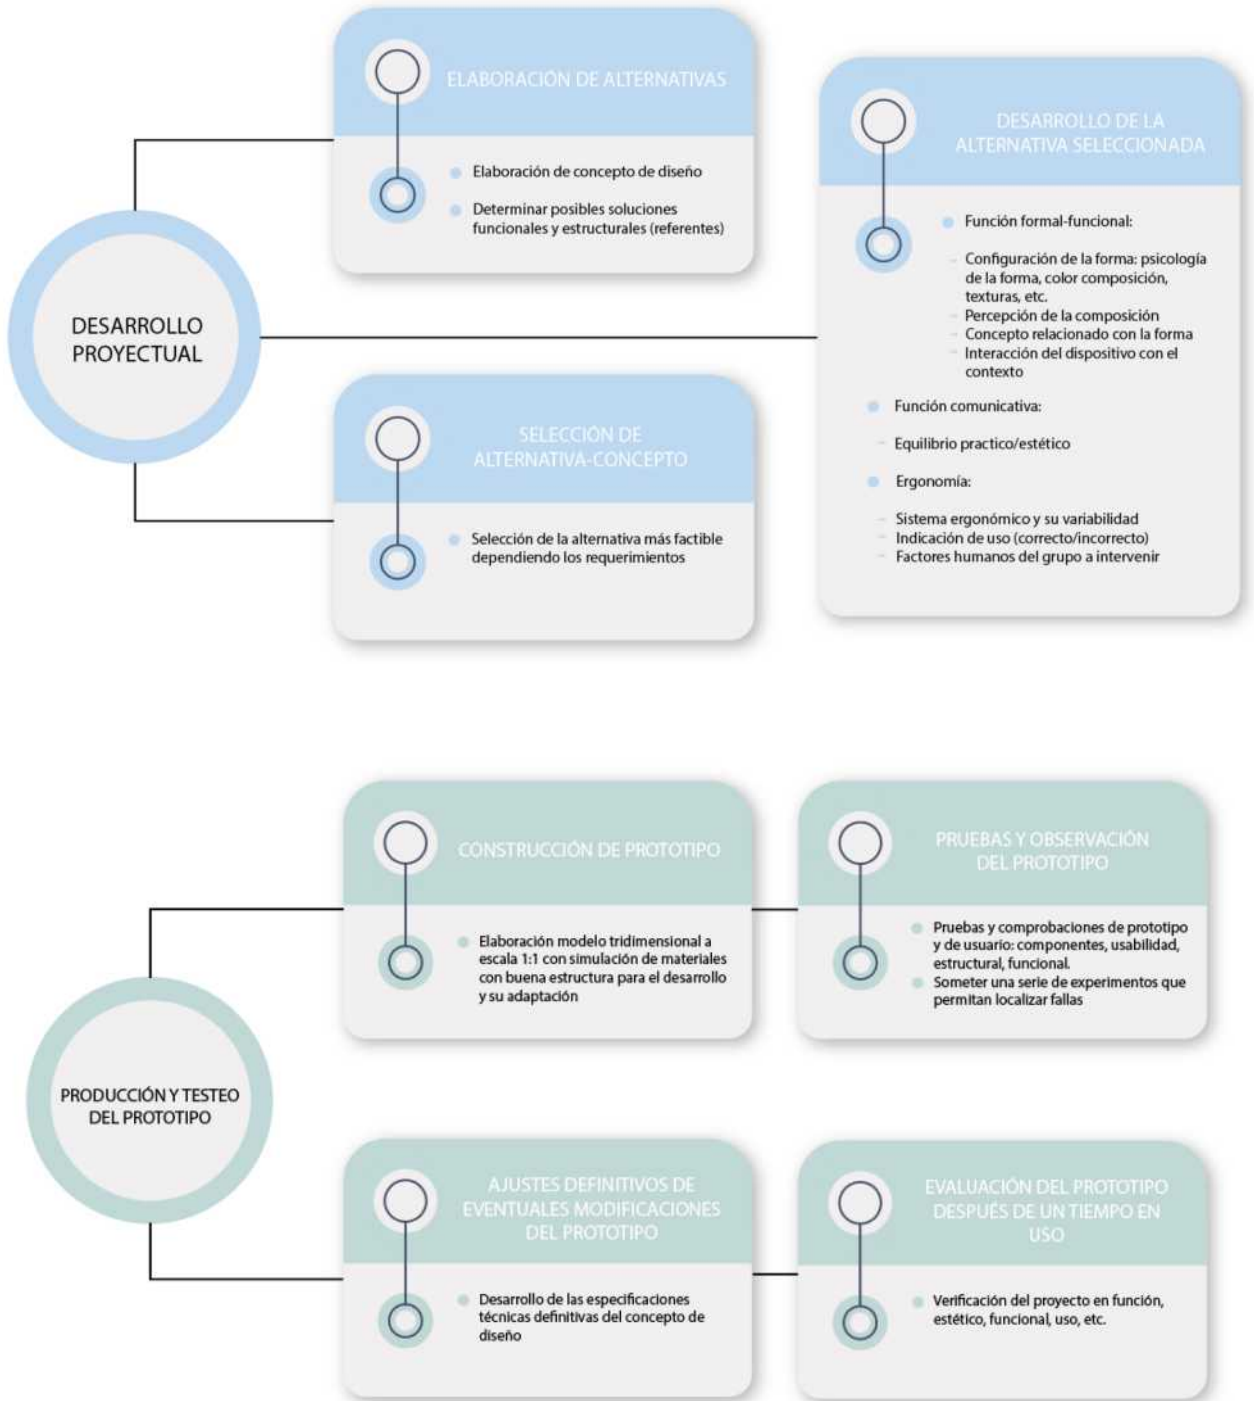 ELABORACIÓN DE ALTERNATIVAS
Elaboración de concepto de diseño
Determinar posibles soluciones
funcionales y estructurales (referentes)
DESARROLLO
PROYECTUAL
SELECCIÓN DE
ALTERNATIVA-CONCEPTO
Selección de la alternativa más factible
dependiendo los requerimientos
DESARROLLO DE LA
ALTERNATIVA SELECCIONADA
Función formal-funcional:
– Configuración de la forma: psicología
de la forma, color composición,
texturas, etc.
– Percepción de la composición
– Concepto relacionado con la forma
– Interacción del dispositivo con el
contexto
Función comunicativa:
– Equilibrio practico/estético
Ergonomía:
– Sistema ergonómico y su variabilidad
– Indicación de uso (correcto/incorrecto)
– Factores humanos del grupo a intervenir
PRODUCCIÓN Y TESTEO
DEL PROTOTIPO
CONSTRUCCIÓN DE PROTOTIPO
Elaboración modelo tridimensional a
escala 1:1 con simulación de materiales
con buena estructura para el desarrollo
y su adaptación
PRUEBAS Y OBSERVACIÓN
DEL PROTOTIPO
Pruebas y comprobaciones de prototipo
y de usuario: componentes, usabilidad,
estructural, funcional.
Someter una serie de experimentos que
permitan localizar fallas
AJUSTES DEFINITIVOS DE
EVENTUALES MODIFICACIONES
DEL PROTOTIPO
Desarrollo de las especificaciones
técnicas definitivas del concepto de
diseño
EVALUACIÓN DEL PROTOTIPO
DESPUÉS DE UN TIEMPO EN
USO
Verificación del proyecto en función,
estético, funcional, uso, etc.